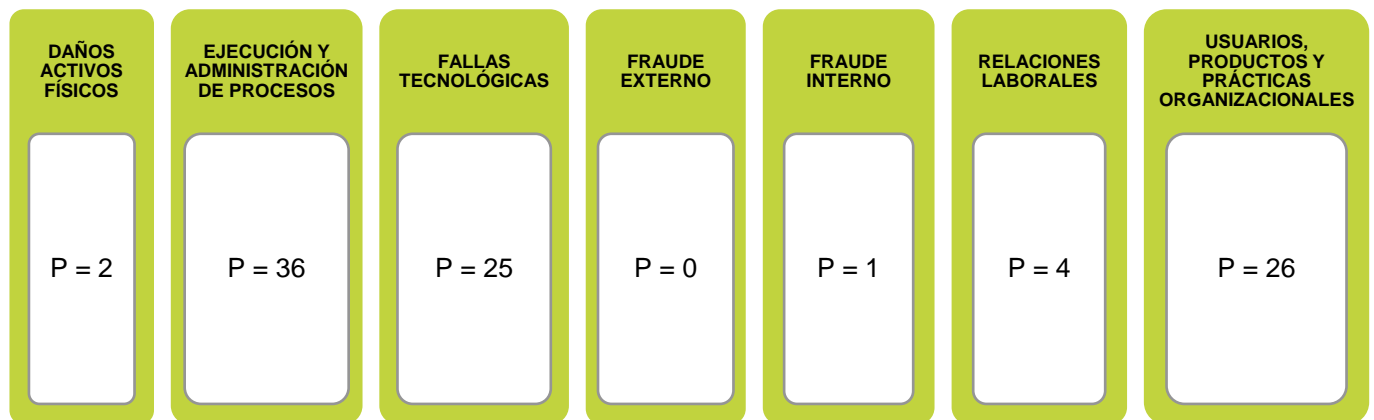 DAÑOS
ACTIVOS
FÍSICOS
P = 2
EJECUCIÓN Y
ADMINISTRACIÓN
DE PROCESOS
P = 36
FALLAS
TECNOLÓGICAS
P = 25
FRAUDE
EXTERNO
P = 0
FRAUDE
INTERNO
P = 1
RELACIONES
LABORALES
P = 4
USUARIOS,
PRODUCTOS Y
PRÁCTICAS
ORGANIZACIONALES
P = 26